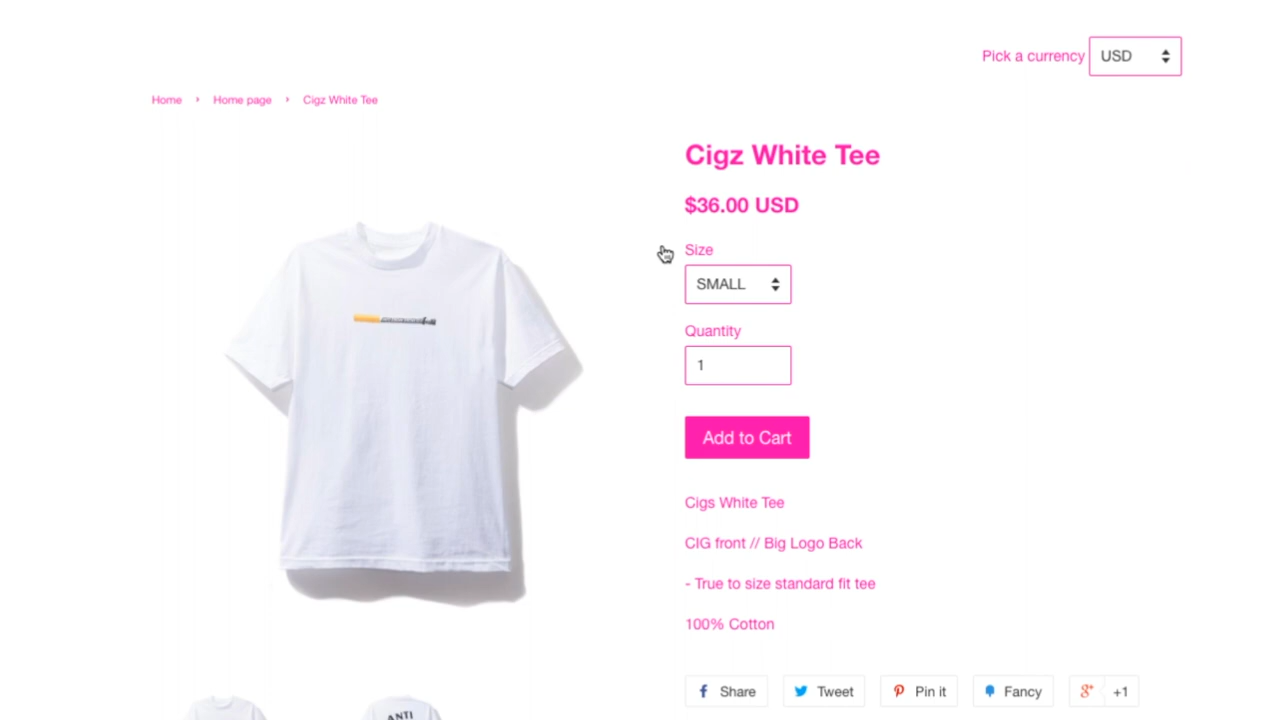 Pick a currency USD
Home › Home page › Cigz White Tee
Cigz White Tee
$36.00 USD
Size
SMALL
Quantity
1
Add to Cart
Cigs White Tee
CIG front // Big Logo Back
- True to size standard fit tee
100% Cotton
Share Tweet Pin it Fancy +1
ANTI